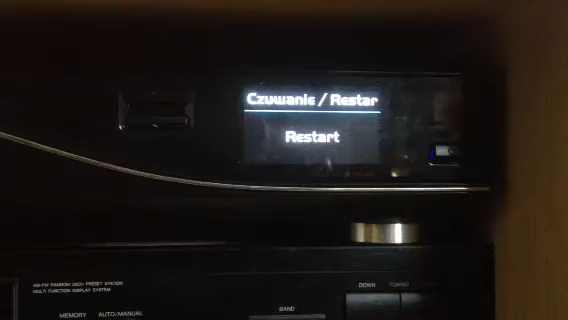 Czuwanie / Restar
Restart
AM/FM RANDOM 20CH PRESET STATION
MULTI FUNCTION DISPLAY SYSTEM
DOWN
TUNING
BAND
MEMORY
AUTO/MANUAL